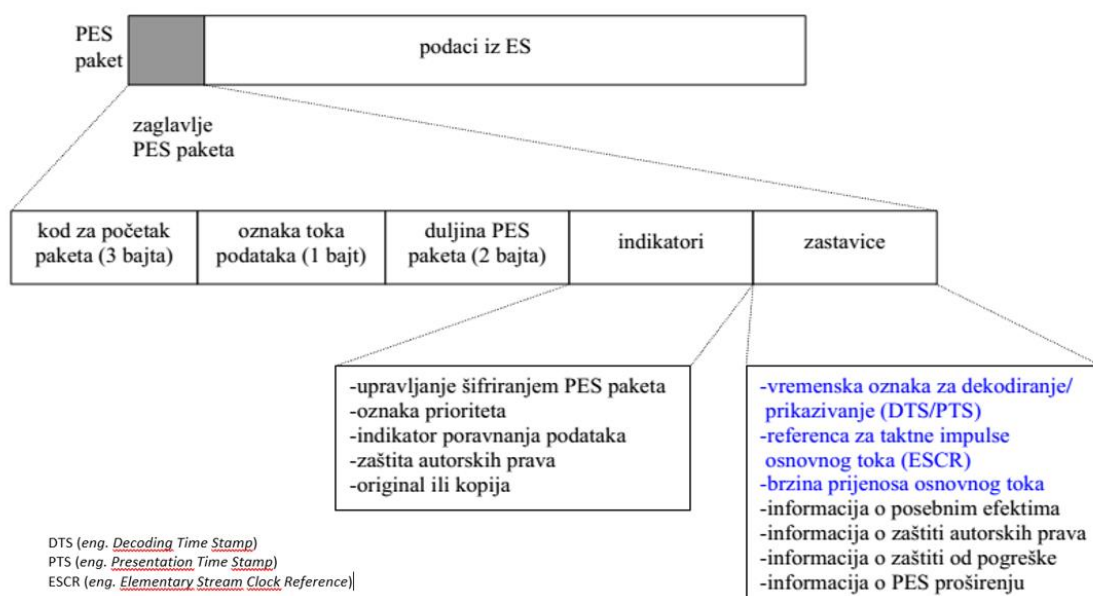 PES
paket
podaci iz ES
zaglavlje
PES paketa
kod za početak
paketa (3 bajta)
oznaka toka
podataka (1 bajt)
duljina PES
paketa (2 bajta)
indikatori
zastavice
-upravljanje šifriranjem PES paketa
-oznaka prioriteta
-indikator poravnanja podataka
-zaštita autorskih prava
-original ili kopija
-vremenska oznaka za dekodiranje/
prikazivanje (DTS/PTS)
-referenca za taktne impulse
osnovnog toka (ESCR)
-brzina prijenosa osnovnog toka
-informacija o posebnim efektima
-informacija o zaštiti autorskih prava
-informacija o zaštiti od pogreške
-informacija o PES proširenju
DTS (eng. Decoding Time Stamp)
PTS (eng. Presentation Time Stamp)
ESCR (eng. Elementary Stream Clock Reference)